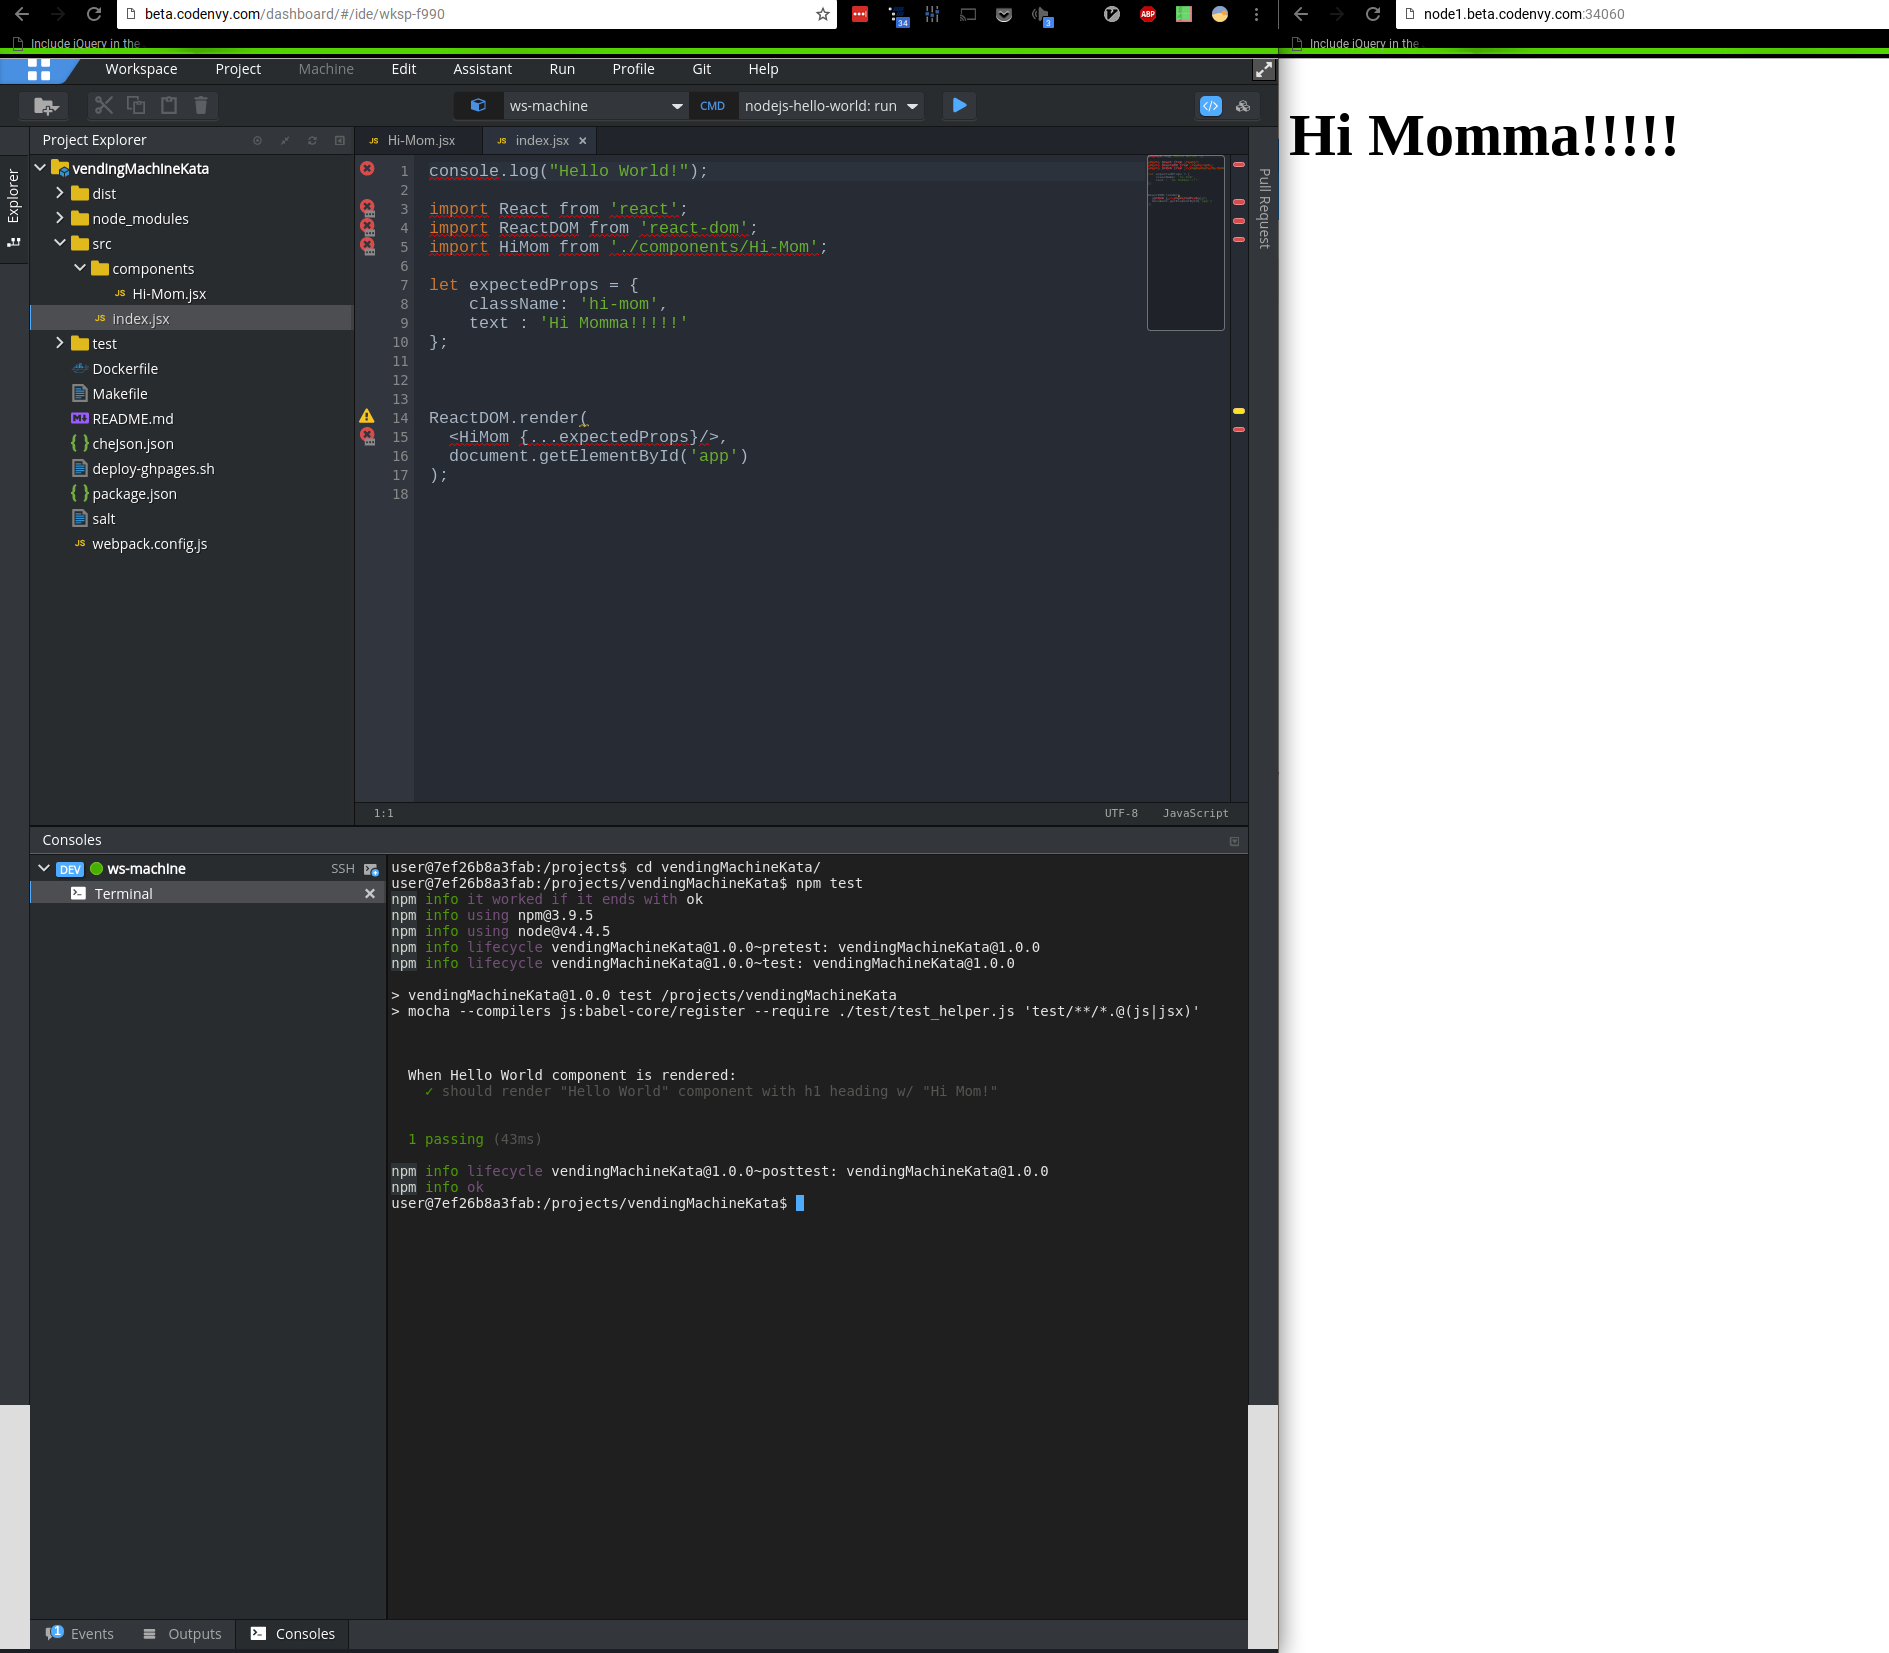 beta.codenvy.com/dashboard/#/ide/wksp-f990
34
3
ABP
node1.beta.codenvy.com:34060
Include jQuery in the
Include jQuery in the
Workspace Project Machine Edit Assistant Run Profile Git Help
ws-machine CMD nodejs-hello-world: run
Project Explorer
Explorer
vendingMachineKata
dist
node_modules
src
components
JS Hi-Mom.jsx
JS index.jsx
test
Dockerfile
Makefile
README.md
cheJson.json
deploy-ghpages.sh
package.json
salt
JS webpack.config.js
JS Hi-Mom.jsx JS index.jsx ×
1 console.log("Hello World!");
2
3 import React from 'react';
4 import ReactDOM from 'react-dom';
5 import HiMom from './components/Hi-Mom';
6
7 let expectedProps = {
8 className: 'hi-mom',
9 text : 'Hi Momma!!!!!'
10 };
11
12
13
14 ReactDOM.render(
15 <HiMom {...expectedProps}/>,
16 document.getElementById('app')
17 );
18
1:1 UTF-8 JavaScript
Pull Request
Hi Momma!!!!!
Consoles
DEV ws-machine SSH
Terminal
user@7ef26b8a3fab:/projects$ cd vendingMachineKata/
user@7ef26b8a3fab:/projects/vendingMachineKata$ npm test
npm info it worked if it ends with ok
npm info using npm@3.9.5
npm info using node@v4.4.5
npm info lifecycle vendingMachineKata@1.0.0~pretest: vendingMachineKata@1.0.0
npm info lifecycle vendingMachineKata@1.0.0~test: vendingMachineKata@1.0.0
> vendingMachineKata@1.0.0 test /projects/vendingMachineKata
> mocha --compilers js:babel-core/register --require ./test/test_helper.js 'test/**/*.@(js|jsx)'
When Hello World component is rendered:
✓ should render "Hello World" component with h1 heading w/ "Hi Mom!"
1 passing (43ms)
npm info lifecycle vendingMachineKata@1.0.0~posttest: vendingMachineKata@1.0.0
npm info ok
user@7ef26b8a3fab:/projects/vendingMachineKata$
1 Events Outputs Consoles